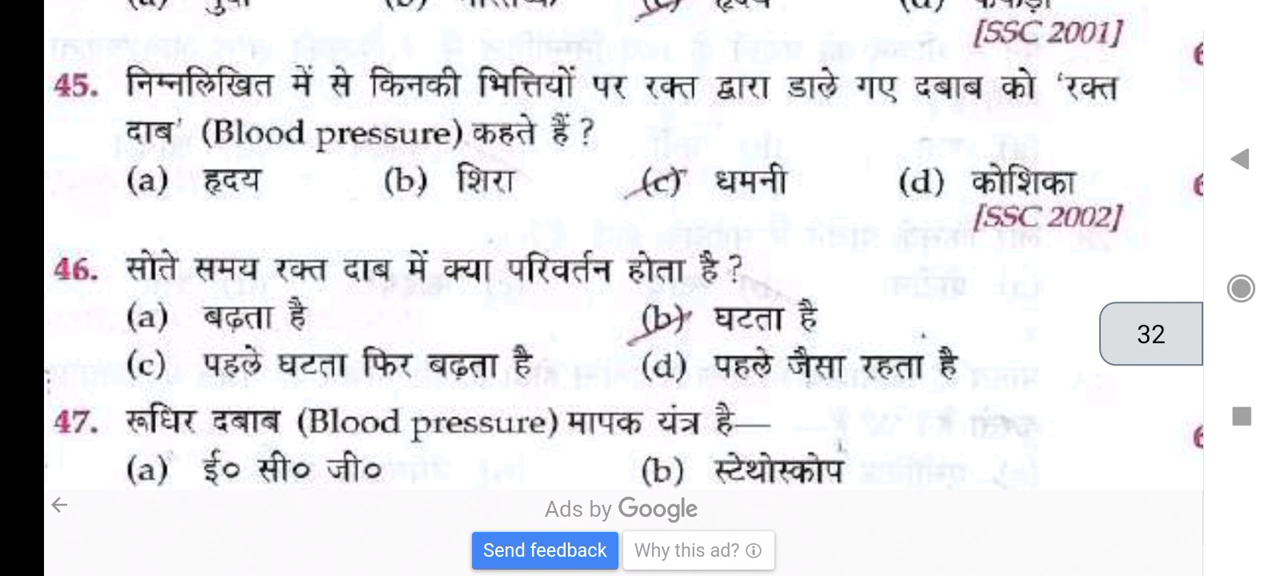 [SSC 2001]
45. निम्नलिखित में से किनकी भित्तियों पर रक्त द्वारा डाले गए दबाब को ‘रक्त
दाब’ (Blood pressure) कहते हैं ?
(a) हृदय (b) शिरा (c) धमनी (d) कोशिका
[SSC 2002]
46. सोते समय रक्त दाब में क्या परिवर्तन होता है ?
(a) बढ़ता है (b) घटता है
(c) पहले घटता फिर बढ़ता है (d) पहले जैसा रहता है
32
47. रूधिर दबाब (Blood pressure) मापक यंत्र है—
(a) ई० सी० जी० (b) स्टेथोस्कोप
Ads by Google
Send feedback
Why this ad?